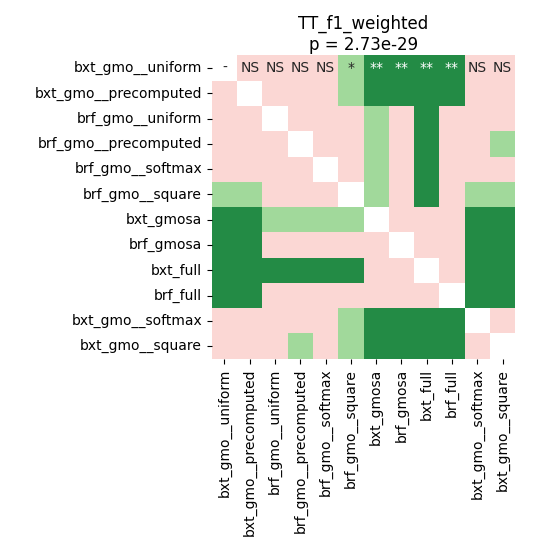 TT_f1_weighted
p = 2.73e-29
bxt_gmo__uniform
- NS NS NS NS * ** ** ** ** NS NS
bxt_gmo__precomputed
brf_gmo__uniform
brf_gmo__precomputed
brf_gmo__softmax
brf_gmo__square
bxt_gmosa
brf_gmosa
bxt_full
brf_full
bxt_gmo__softmax
bxt_gmo__square
bxt_gmo__uniform
bxt_gmo__precomputed
brf_gmo__uniform
brf_gmo__precomputed
brf_gmo__softmax
brf_gmo__square
bxt_gmosa
brf_gmosa
bxt_full
brf_full
bxt_gmo__softmax
bxt_gmo__square